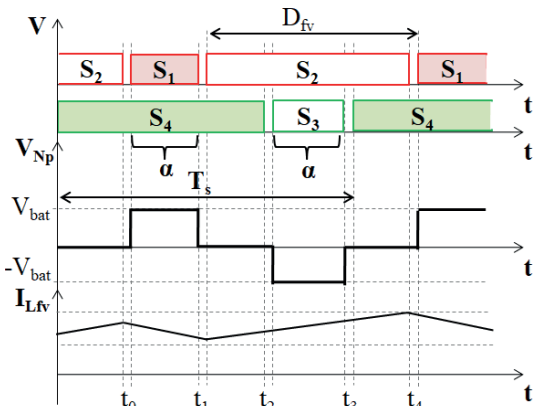 V
D_fv
S_2
S_1
S_2
S_1
t
S_4
S_3
S_4
t
V_Np
α
α
T_s
V_bat
t
-V_bat
I_Lfv
t
t_0
t_1
t_2
t_3
t_4